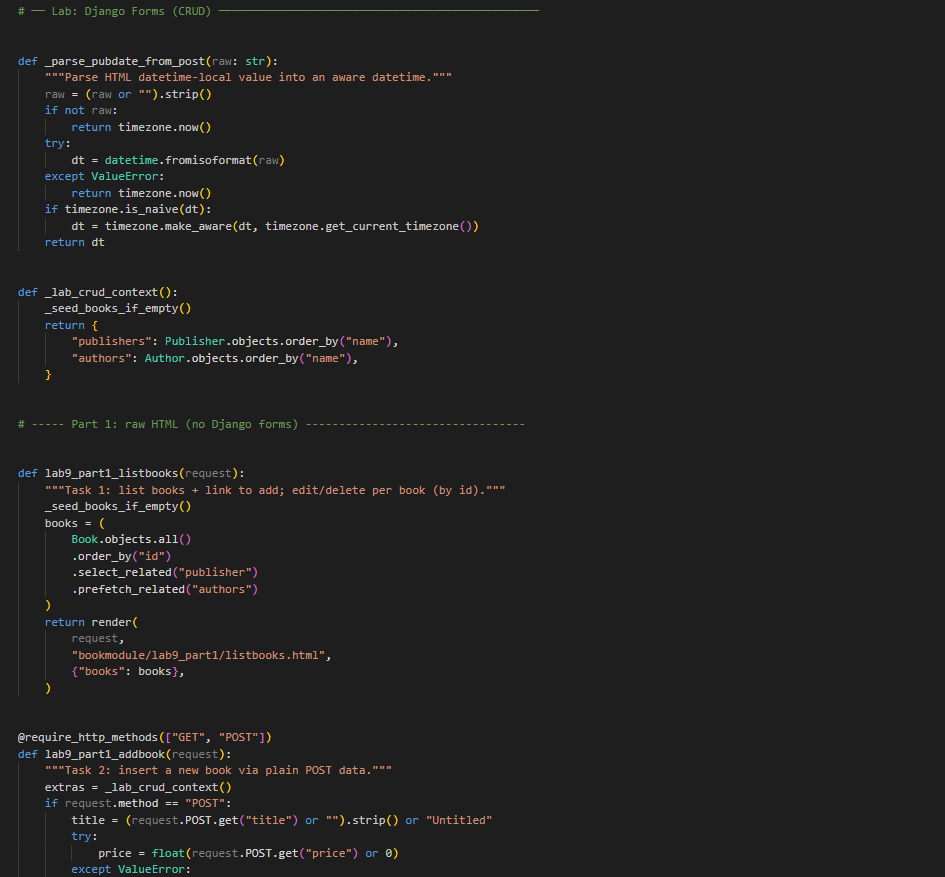 # ── Lab: Django Forms (CRUD) ────────────────────────────────────────────────
def _parse_pubdate_from_post(raw: str):
    """Parse HTML datetime-local value into an aware datetime."""
    raw = (raw or "").strip()
    if not raw:
        return timezone.now()
    try:
        dt = datetime.fromisoformat(raw)
    except ValueError:
        return timezone.now()
    if timezone.is_naive(dt):
        dt = timezone.make_aware(dt, timezone.get_current_timezone())
    return dt
def _lab_crud_context():
    _seed_books_if_empty()
    return {
        "publishers": Publisher.objects.order_by("name"),
        "authors": Author.objects.order_by("name"),
    }
# ----- Part 1: raw HTML (no Django forms) ---------------------------------
def lab9_part1_listbooks(request):
    """Task 1: list books + link to add; edit/delete per book (by id)."""
    _seed_books_if_empty()
    books = (
        Book.objects.all()
        .order_by("id")
        .select_related("publisher")
        .prefetch_related("authors")
    )
    return render(
        request,
        "bookmodule/lab9_part1/listbooks.html",
        {"books": books},
    )
@require_http_methods(["GET", "POST"])
def lab9_part1_addbook(request):
    """Task 2: insert a new book via plain POST data."""
    extras = _lab_crud_context()
    if request.method == "POST":
        title = (request.POST.get("title") or "").strip() or "Untitled"
        try:
            price = float(request.POST.get("price") or 0)
        except ValueError: